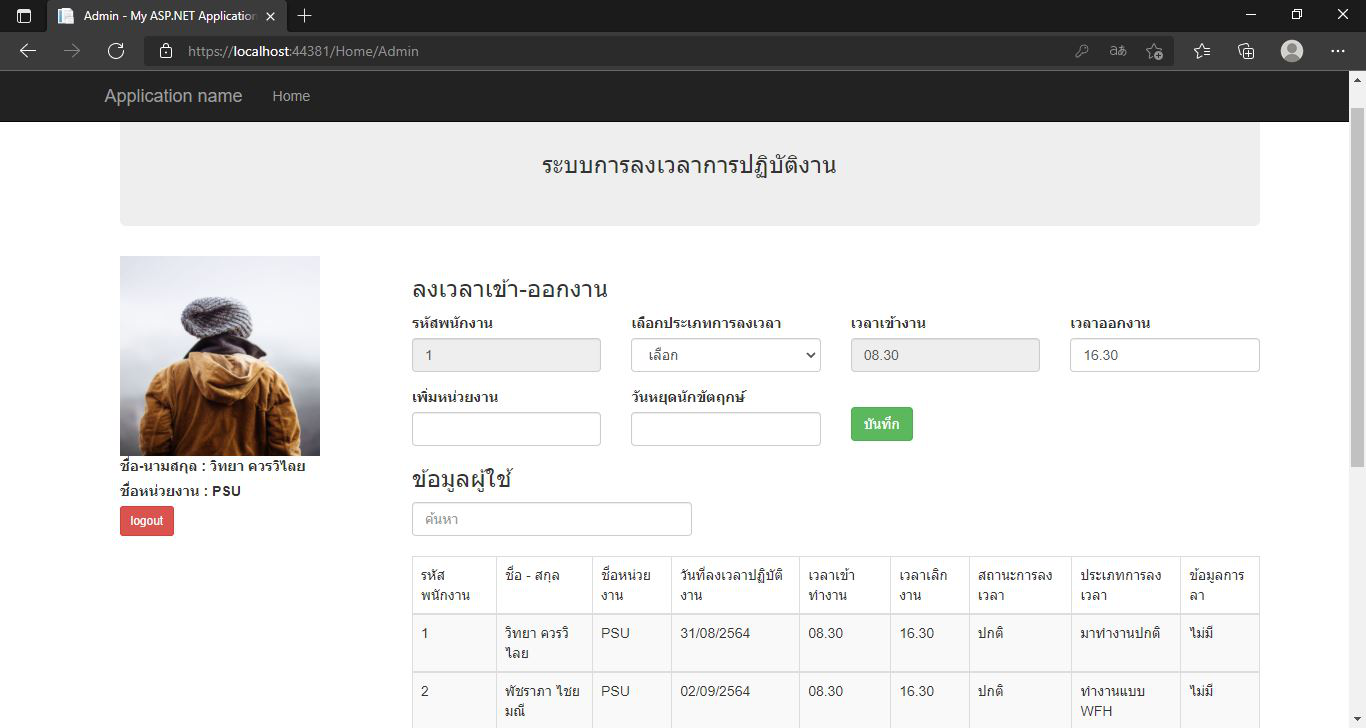 Admin - My ASP.NET Application
https://localhost:44381/Home/Admin
Application name Home
ระบบการลงเวลาการปฏิบัติงาน
ชื่อ-นามสกุล : วิทยา ควรวิไลย
ชื่อหน่วยงาน : PSU
logout
ลงเวลาเข้า-ออกงาน
รหัสพนักงาน เลือกประเภทการลงเวลา เวลาเข้างาน เวลาออกงาน
1 เลือก 08.30 16.30
เพิ่มหน่วยงาน วันหยุดนักขัตฤกษ์
บันทึก
ข้อมูลผู้ใช้
ค้นหา
รหัส ชื่อ - สกุล ชื่อหน่วย วันที่ลงเวลาปฏิบัติ เวลาเข้า เวลาเลิก สถานะการลง ประเภทการลง ข้อมูลการ
พนักงาน งาน งาน ทำงาน งาน เวลา เวลา ลา
1 วิทยา ควรวิ PSU 31/08/2564 08.30 16.30 ปกติ มาทำงานปกติ ไม่มี
ไลย
2 พัชราภา ไชย PSU 02/09/2564 08.30 16.30 ปกติ ทำงานแบบ ไม่มี
มณี WFH